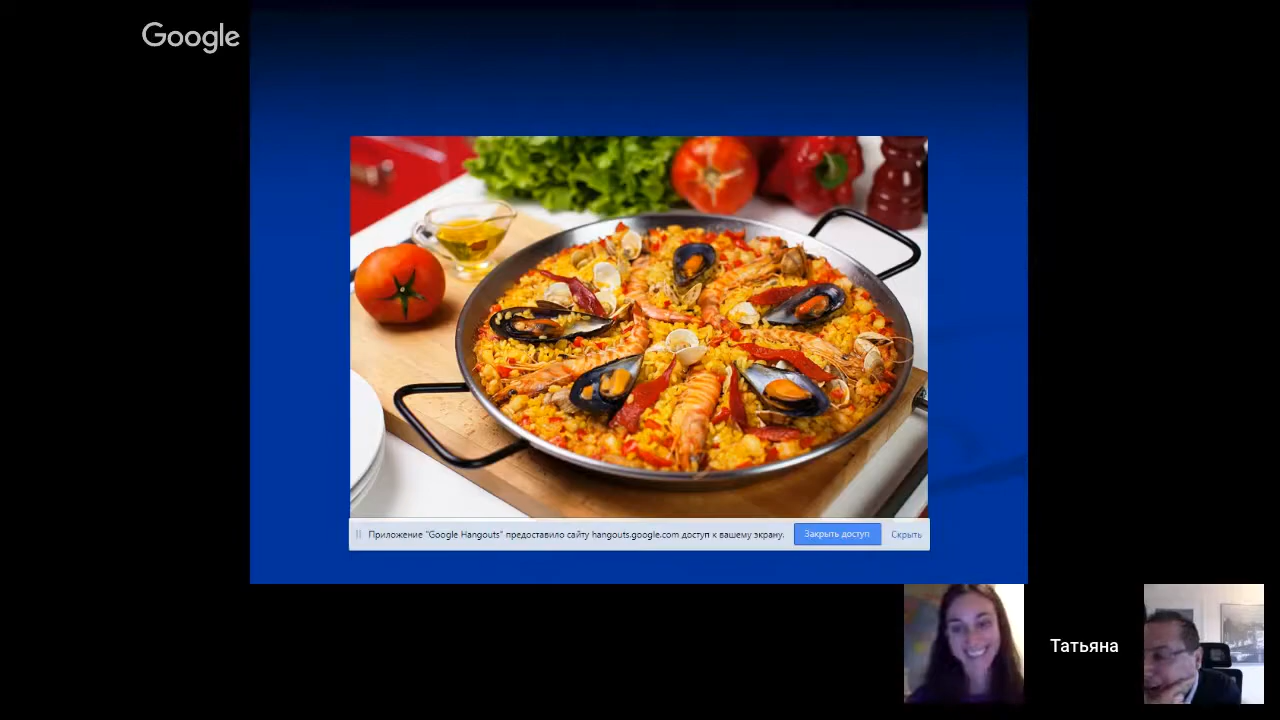 Google
Приложение "Google Hangouts" предоставило сайту hangouts.google.com доступ к вашему экрану.
Закрыть доступ
Скрыть
Татьяна